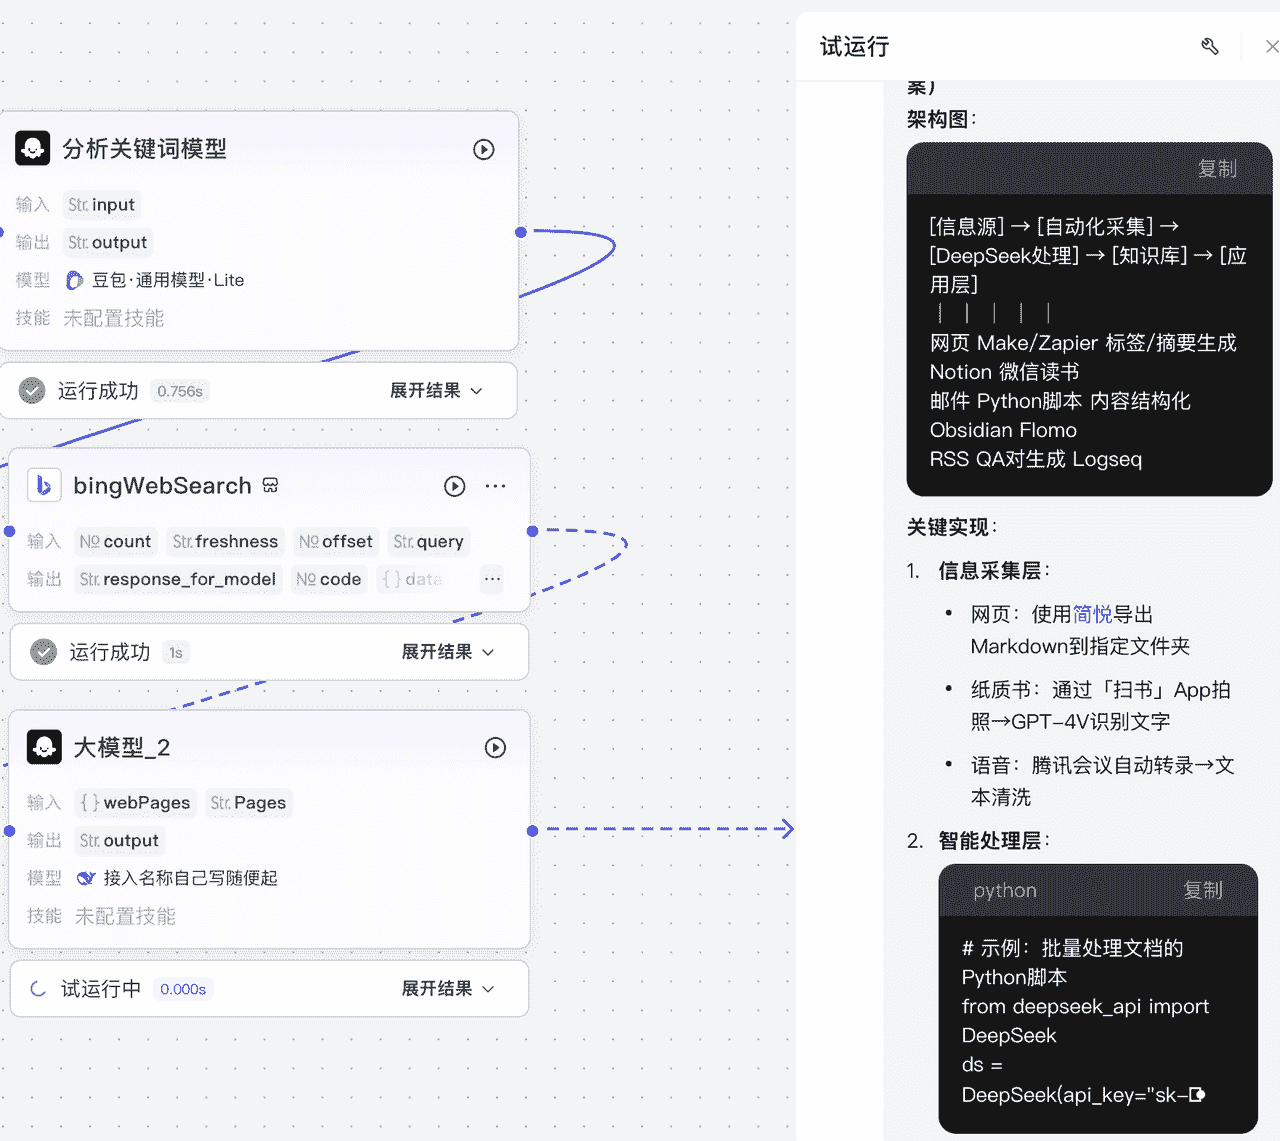 分析关键词模型
输入 Str. input
输出 Str. output
模型 豆包·通用模型·Lite
技能 未配置技能
运行成功 0.756s 展开结果
bingWebSearch
输入 No count Str. freshness No offset Str. query
输出 Str. response_for_model No code { } data ...
运行成功 1s 展开结果
大模型_2
输入 { } webPages Str. Pages
输出 Str. output
模型 接入名称自己写随便起
技能 未配置技能
试运行中 0.000s 展开结果
试运行
案）
架构图：
复制
[信息源] → [自动化采集] →
[DeepSeek处理] → [知识库] → [应
用层]
| | | | |
网页 Make/Zapier 标签/摘要生成
Notion 微信读书
邮件 Python脚本 内容结构化
Obsidian Flomo
RSS QA对生成 Logseq
关键实现：
1. 信息采集层：
• 网页：使用简悦导出
Markdown到指定文件夹
• 纸质书：通过「扫书」App拍
照→GPT-4V识别文字
• 语音：腾讯会议自动转录→文
本清洗
2. 智能处理层：
python 复制
# 示例：批量处理文档的
Python脚本
from deepseek_api import
DeepSeek
ds =
DeepSeek(api_key="sk-